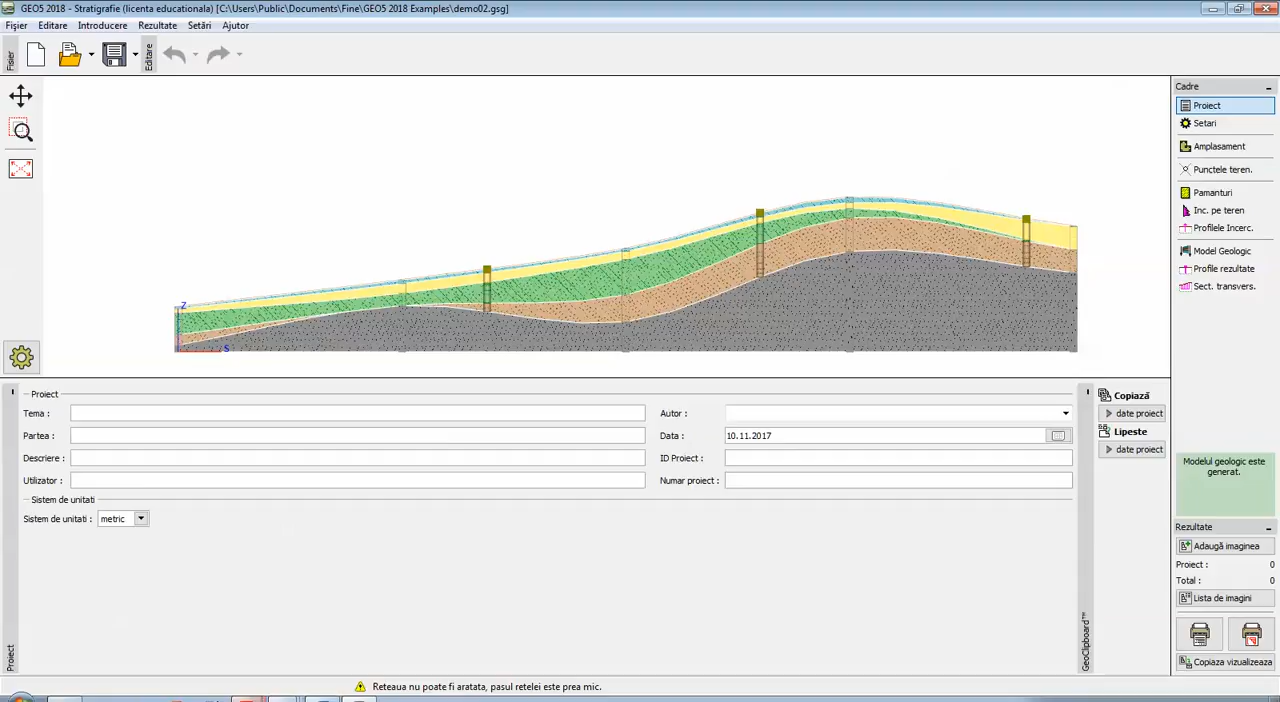 GEO5 2018 - Stratigrafie (licenta educationala) [C:\Users\Public\Documents\Fine\GEO5 2018 Examples\demo02.gsg]
Fişier Editare Introducere Rezultate Setări Ajutor
Fisier
Editare
Z
S
Cadre
Proiect
Setari
Amplasament
Punctele teren.
Pamanturi
Inc. pe teren
Profilele Incerc.
Model Geologic
Profile rezultate
Sect. transvers.
Modelul geologic este generat.
Rezultate
Adaugă imaginea
Proiect : 0
Total : 0
Lista de imagini
Copiaza vizualizeaza
Proiect
Tema : Autor :
Partea : Data : 10.11.2017
Descriere : ID Proiect :
Utilizator : Numar proiect :
Sistem de unitati
Sistem de unitati : metric
Proiect
GeoClipboard™
Copiază
date proiect
Lipeste
date proiect
Reteaua nu poate fi aratata, pasul retelei este prea mic.